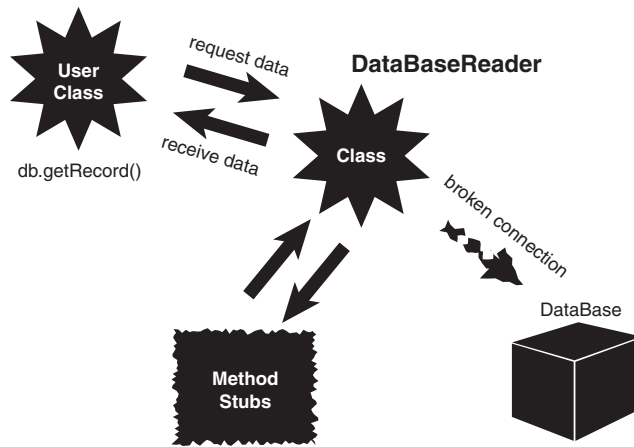 User
Class
request data
receive data
db.getRecord()
DataBaseReader
Class
broken connection
DataBase
Method
Stubs